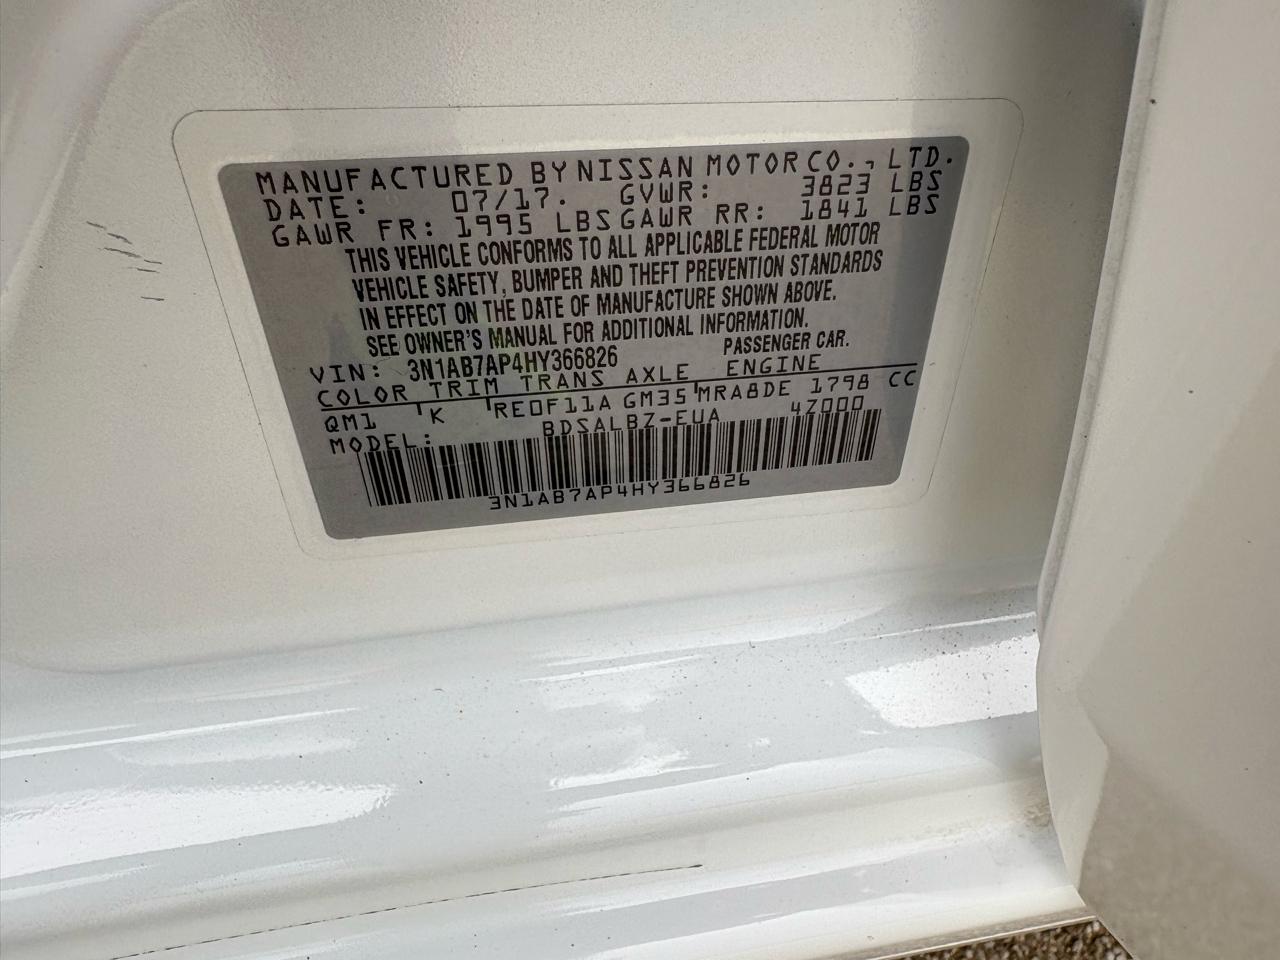 MANUFACTURED BY NISSAN MOTOR CO., LTD.
DATE: 07/17. GVWR: 3823 LBS
GAWR FR: 1995 LBS GAWR RR: 1841 LBS
THIS VEHICLE CONFORMS TO ALL APPLICABLE FEDERAL MOTOR
VEHICLE SAFETY, BUMPER AND THEFT PREVENTION STANDARDS
IN EFFECT ON THE DATE OF MANUFACTURE SHOWN ABOVE.
SEE OWNER'S MANUAL FOR ADDITIONAL INFORMATION.
VIN: 3N1AB7AP4HY366826 PASSENGER CAR.
COLOR TRIM TRANS AXLE ENGINE
QM1 K RE0F11A GM35 MRA8DE 1798 CC
MODEL: BDSALBZ-EUA 4Z000
3N1AB7AP4HY366826